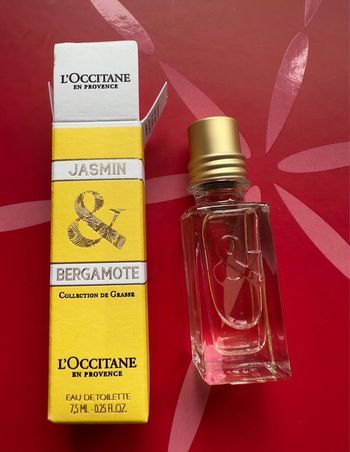 L'OCCITANE
EN PROVENCE
JASMIN
&
BERGAMOTE
COLLECTION DE GRASSE
L'OCCITANE
EN PROVENCE
EAU DE TOILETTE
7,5 ML - 0.25 FL.OZ.
&